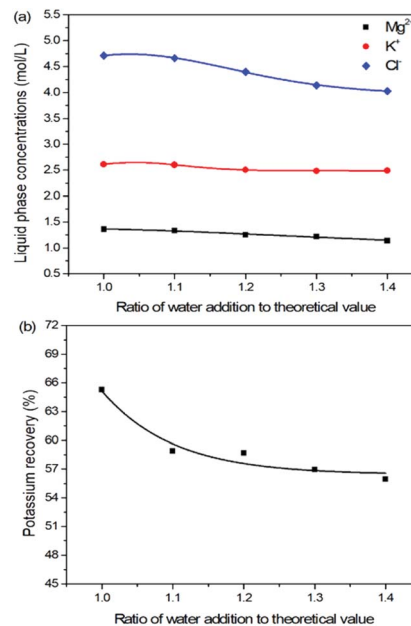 (a)
Mg²
K⁺
Cl⁻
Liquid phase concentrations (mol/L)
5.0
4.5
4.0
3.5
3.0
2.5
2.0
1.5
1.0
0.5
1.0 1.1 1.2 1.3 1.4
Ratio of water addition to theoretical value
(b)
Potassium recovery (%)
72
69
66
63
60
57
54
51
48
45
1.0 1.1 1.2 1.3 1.4
Ratio of water addition to theoretical value